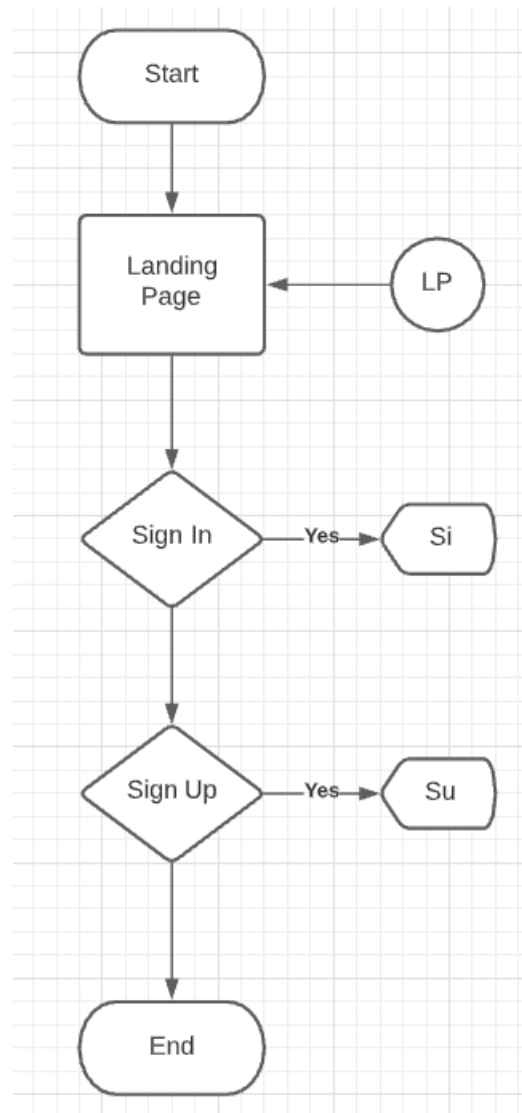 Start
Landing
Page
LP
Sign In
Yes
Si
Sign Up
Yes
Su
End